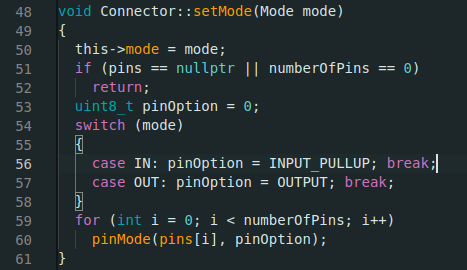 48 void Connector::setMode(Mode mode)
49 {
50   this->mode = mode;
51   if (pins == nullptr || numberOfPins == 0)
52     return;
53   uint8_t pinOption = 0;
54   switch (mode)
55   {
56     case IN: pinOption = INPUT_PULLUP; break;
57     case OUT: pinOption = OUTPUT; break;
58   }
59   for (int i = 0; i < numberOfPins; i++)
60     pinMode(pins[i], pinOption);
61 }